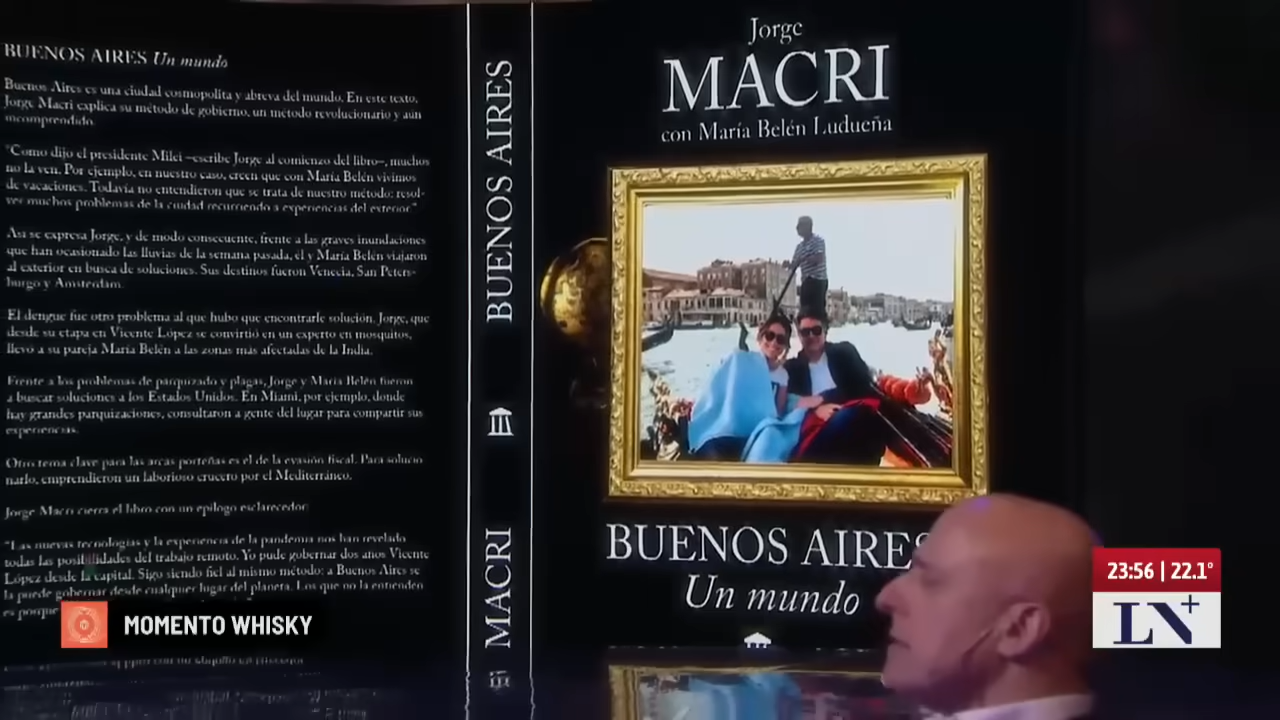 BUENOS AIRES Un mundo
Buenos Aires es una ciudad cosmopolita y abreva del mundo. En este texto,
Jorge Macri explica su método de gobierno, un método revolucionario y aún
incomprendido.
"Como dijo el presidente Milei –escribe Jorge al comienzo del libro–, muchos
no la ven. Por ejemplo, en nuestro caso, creen que con María Belén vivimos
de vacaciones. Todavía no entendieron que se trata de nuestro método: resol-
ver muchos problemas de la ciudad recurriendo a experiencias del exterior."
Así se expresa Jorge, y de modo consecuente, frente a las graves inundaciones
que han ocasionado las lluvias de la semana pasada, él y María Belén viajaron
al exterior en busca de soluciones. Sus destinos fueron Venecia, San Peters-
burgo y Amsterdam.
El dengue fue otro problema al que hubo que encontrarle solución. Jorge, que
desde su etapa en Vicente López se convirtió en un experto en mosquitos,
llevó a su pareja María Belén a las zonas más afectadas de la India.
Frente a los problemas de parquizado y plagas, Jorge y María Belén fueron
a buscar soluciones a los Estados Unidos. En Miami, por ejemplo, donde
hay grandes parquizaciones, consultaron a gente del lugar para compartir sus
experiencias.
Otro tema clave para las arcas porteñas es el de la evasión fiscal. Para solucio
narlo, emprendieron un laborioso crucero por el Mediterráneo.
Jorge Macri cierra el libro con un epílogo esclarecedor:
"Las nuevas tecnologías y la experiencia de la pandemia nos han revelado
todas las posibilidades del trabajo remoto. Yo pude gobernar dos años Vicente
López desde la capital. Sigo siendo fiel al mismo método: a Buenos Aires se
la puede gobernar desde cualquier lugar del planeta. Los que no la entienden
es porque
MOMENTO WHISKY
BUENOS AIRES
MACRI
Jorge
MACRI
con María Belén Ludueña
BUENOS AIRES
Un mundo
23:56 | 22.1°
LN+